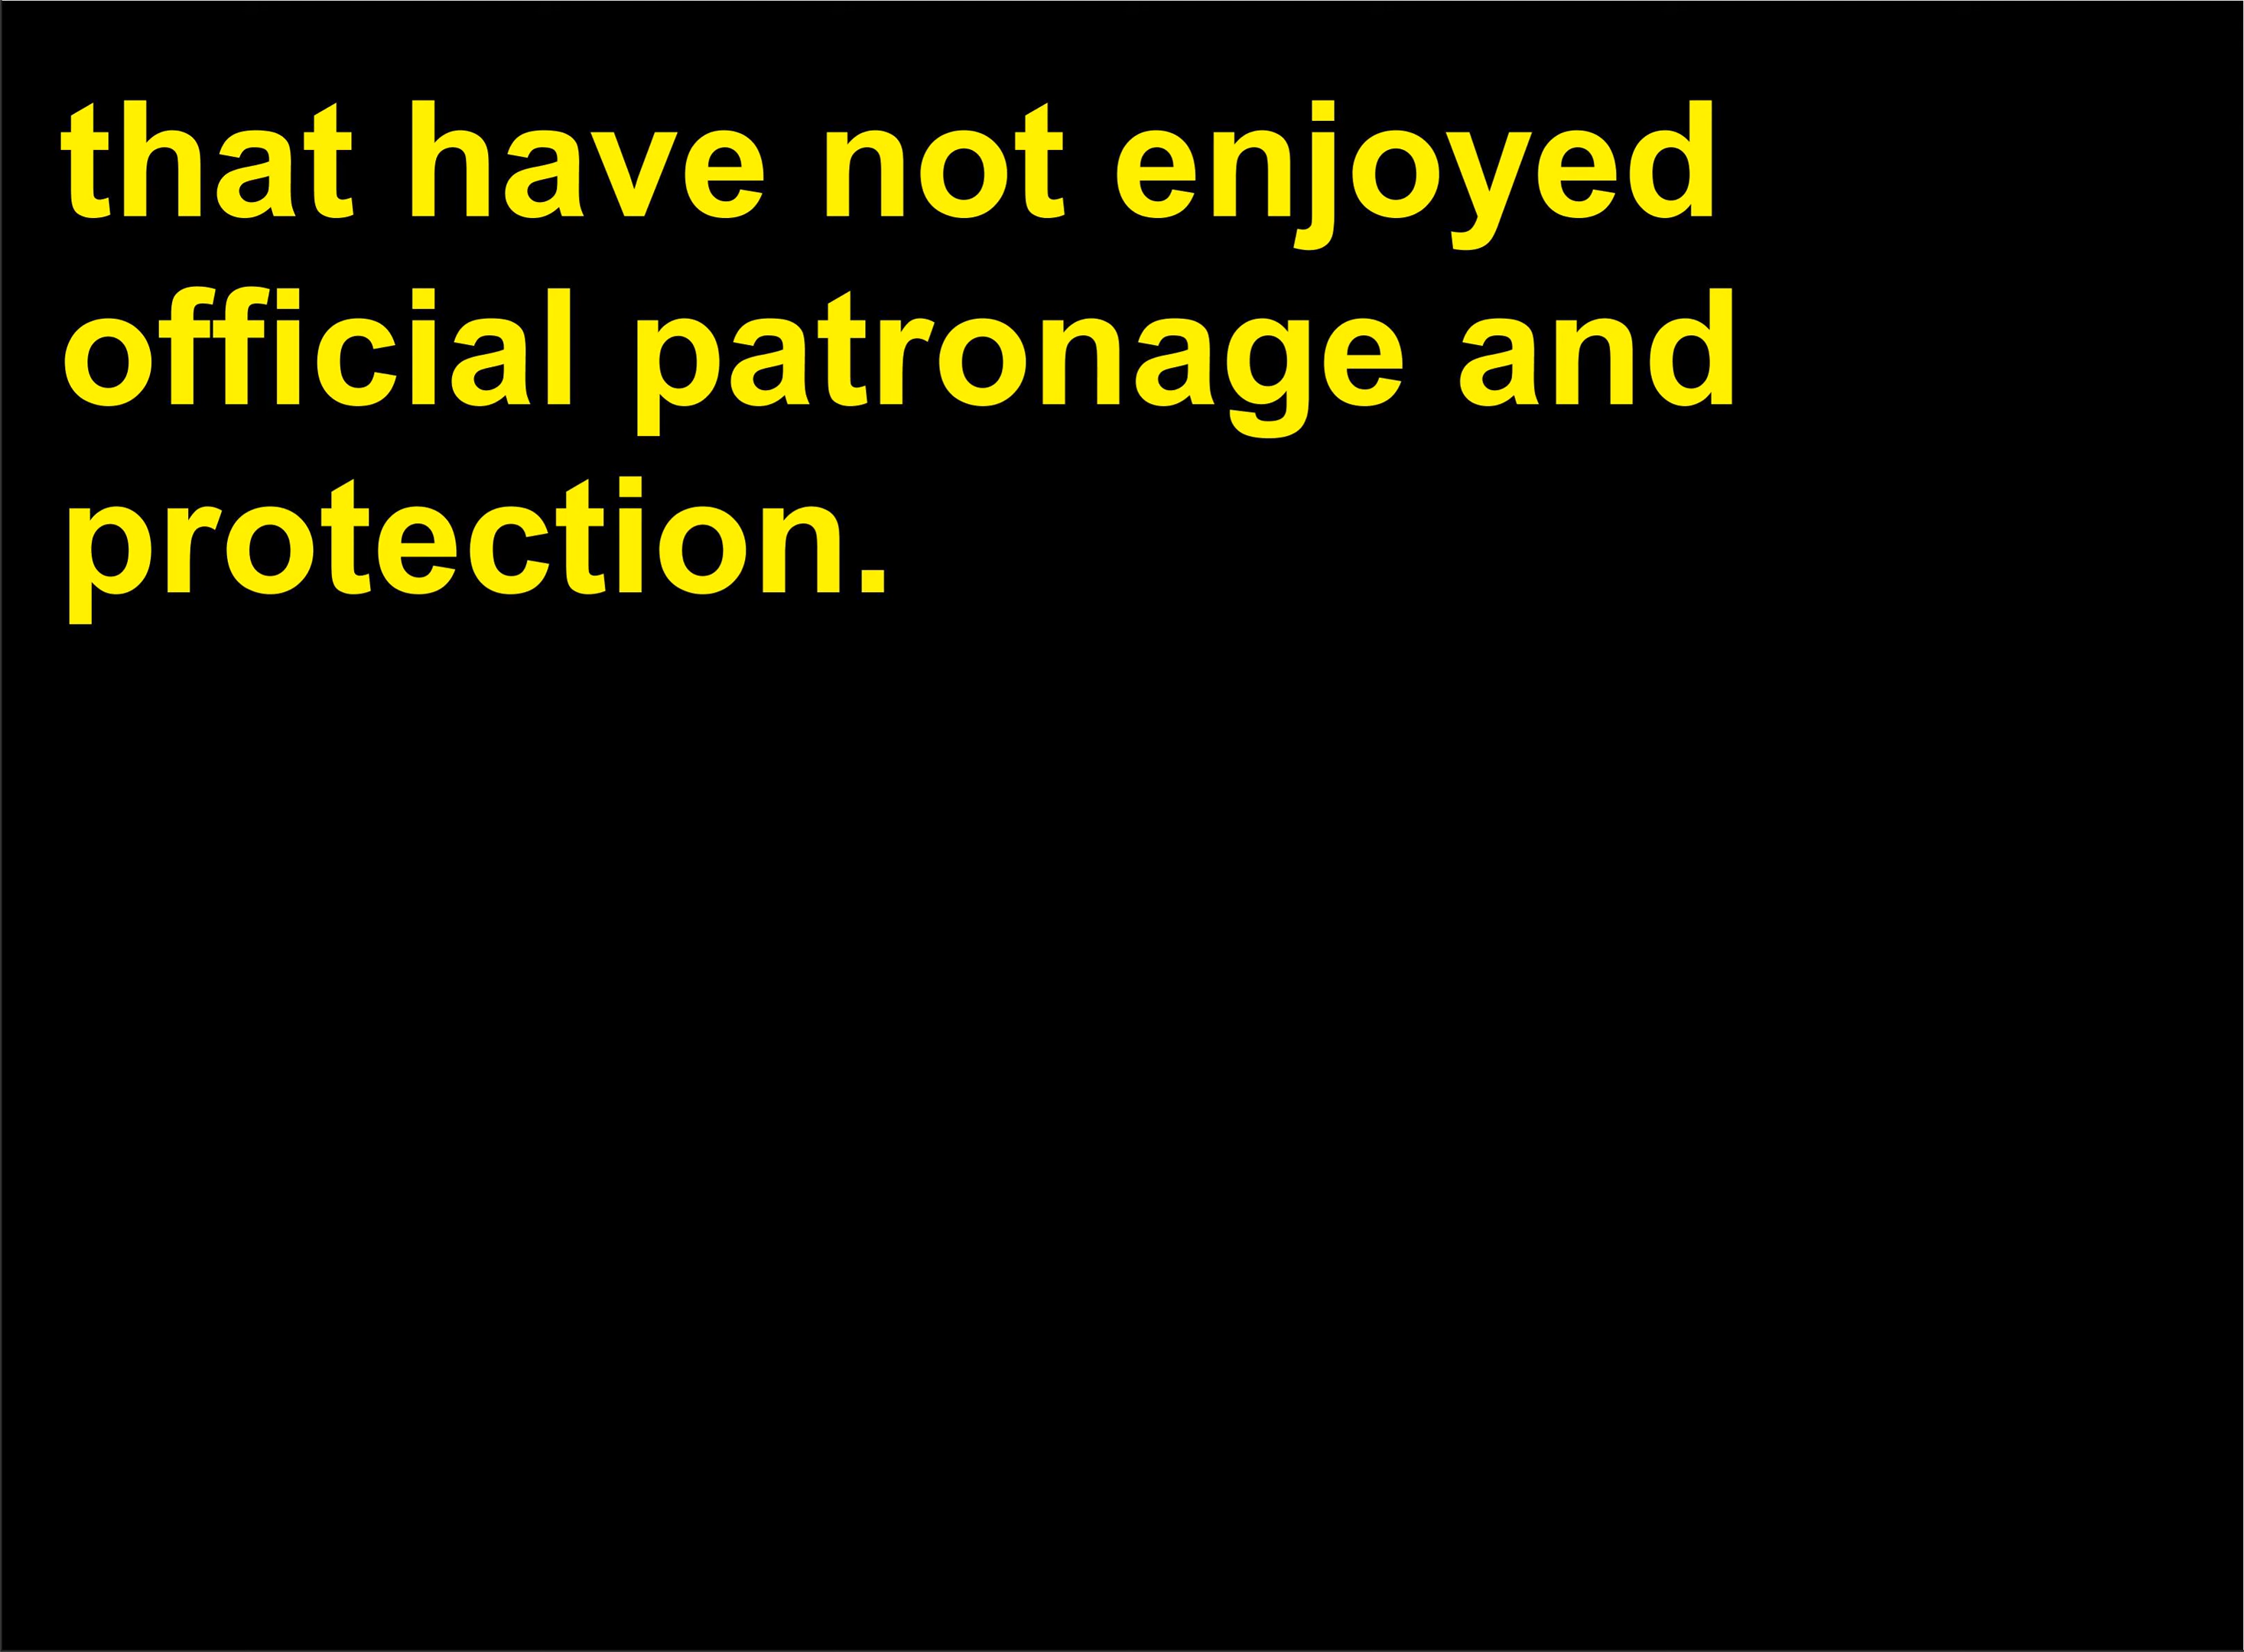 that have not enjoyed
official patronage and
protection.